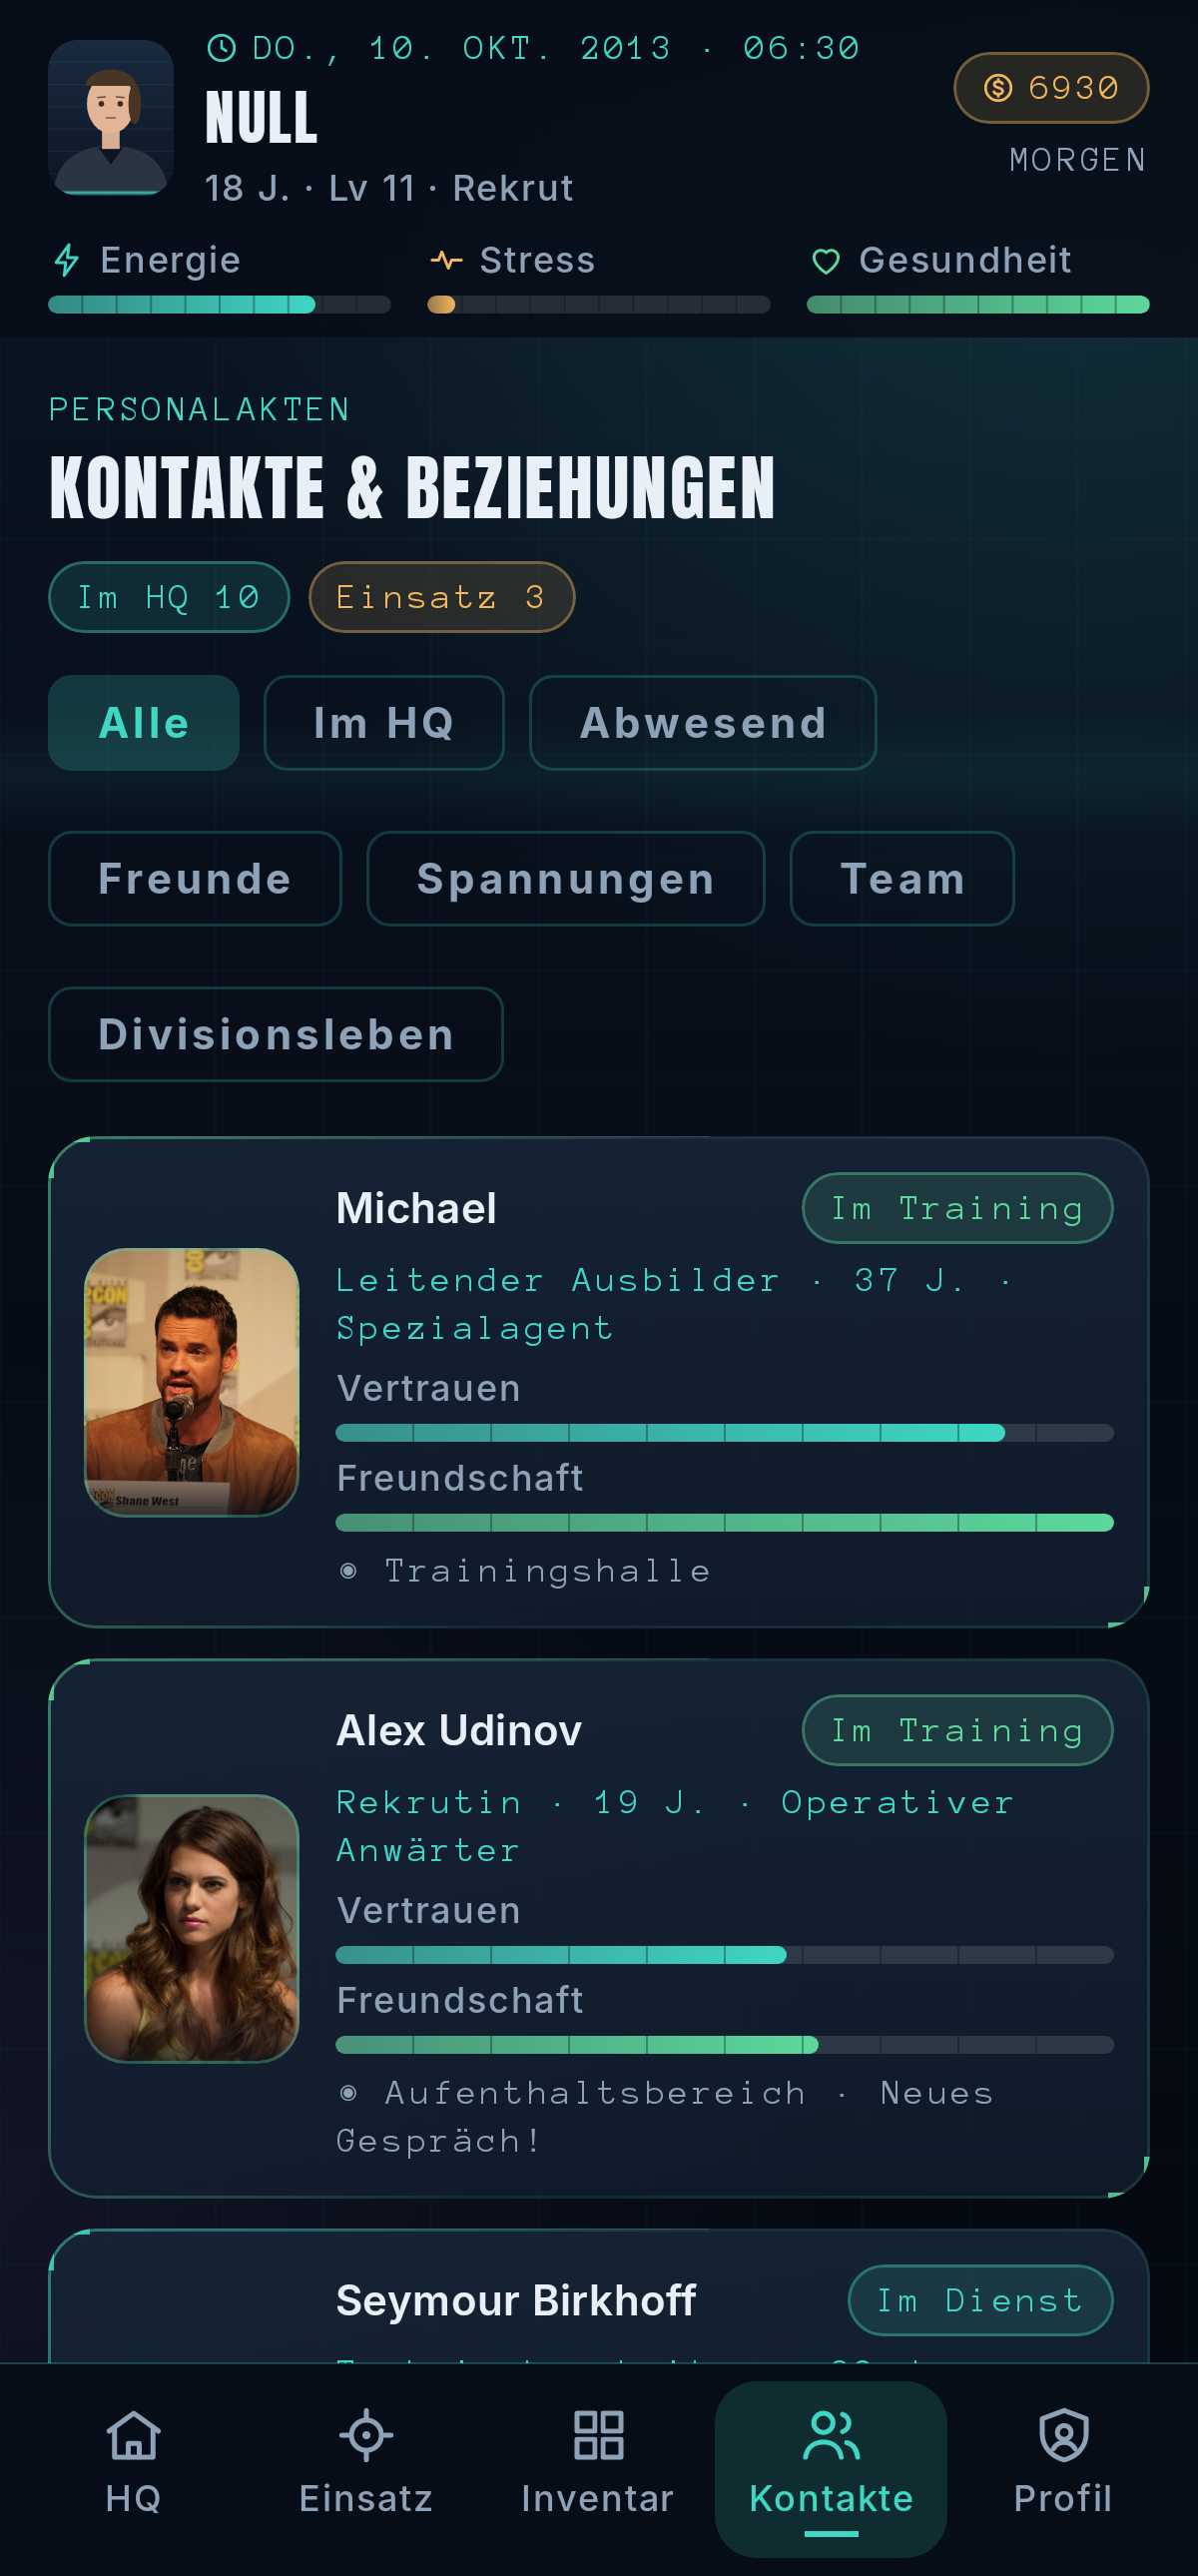 DO., 10. OKT. 2013 · 06:30
NULL
18 J. · Lv 11 · Rekrut
6930
MORGEN
Energie
Stress
Gesundheit
PERSONALAKTEN
KONTAKTE & BEZIEHUNGEN
Im HQ 10
Einsatz 3
Alle
Im HQ
Abwesend
Freunde
Spannungen
Team
Divisionsleben
Michael
Im Training
Leitender Ausbilder · 37 J. ·
Spezialagent
Vertrauen
Freundschaft
Trainingshalle
Shane West
Alex Udinov
Im Training
Rekrutin · 19 J. · Operativer
Anwärter
Vertrauen
Freundschaft
Aufenthaltsbereich · Neues
Gespräch!
Seymour Birkhoff
Im Dienst
HQ
Einsatz
Inventar
Kontakte
Profil